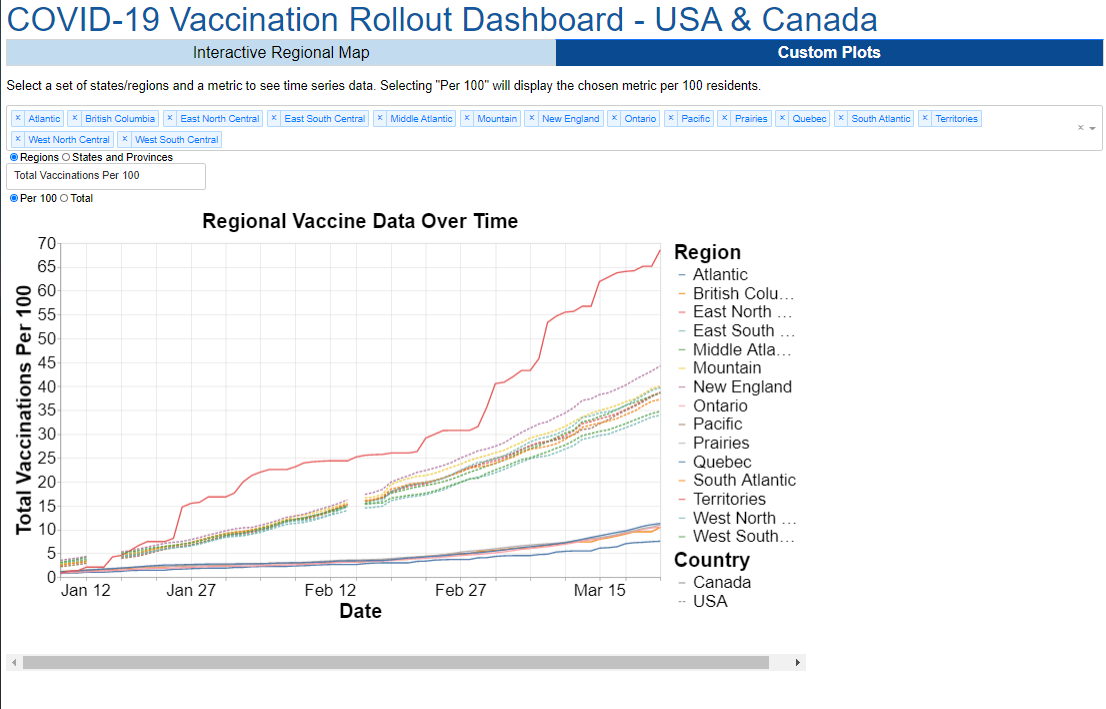 COVID-19 Vaccination Rollout Dashboard - USA & Canada
Interactive Regional Map
Custom Plots
Select a set of states/regions and a metric to see time series data. Selecting "Per 100" will display the chosen metric per 100 residents.
× Atlantic × British Columbia × East North Central × East South Central × Middle Atlantic × Mountain × New England × Ontario × Pacific × Prairies × Quebec × South Atlantic × Territories
× West North Central × West South Central
×
Regions States and Provinces
Total Vaccinations Per 100
Per 100 Total
Regional Vaccine Data Over Time
Total Vaccinations Per 100
70
65
60
55
50
45
40
35
30
25
20
15
10
5
0
Jan 12 Jan 27 Feb 12 Feb 27 Mar 15
Date
Region
Atlantic
British Colu…
East North …
East South …
Middle Atla…
Mountain
New England
Ontario
Pacific
Prairies
Quebec
South Atlantic
Territories
West North …
West South…
Country
Canada
USA